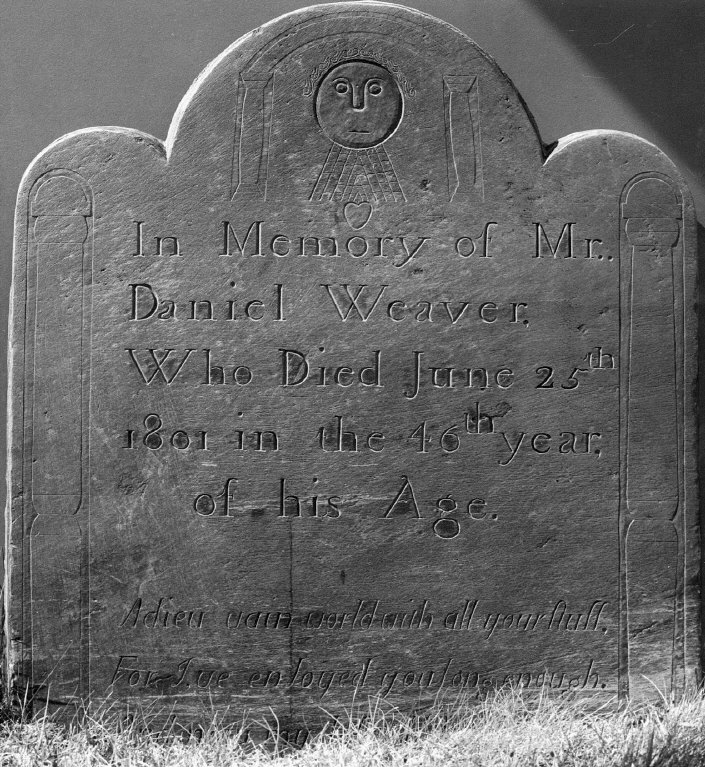 In Memory of Mr.
Daniel Weaver,
Who Died June 25th
1801 in the 46th year,
of his Age.
Adieu vain world with all your stuff,
For I,ve enjoyed you long enough.